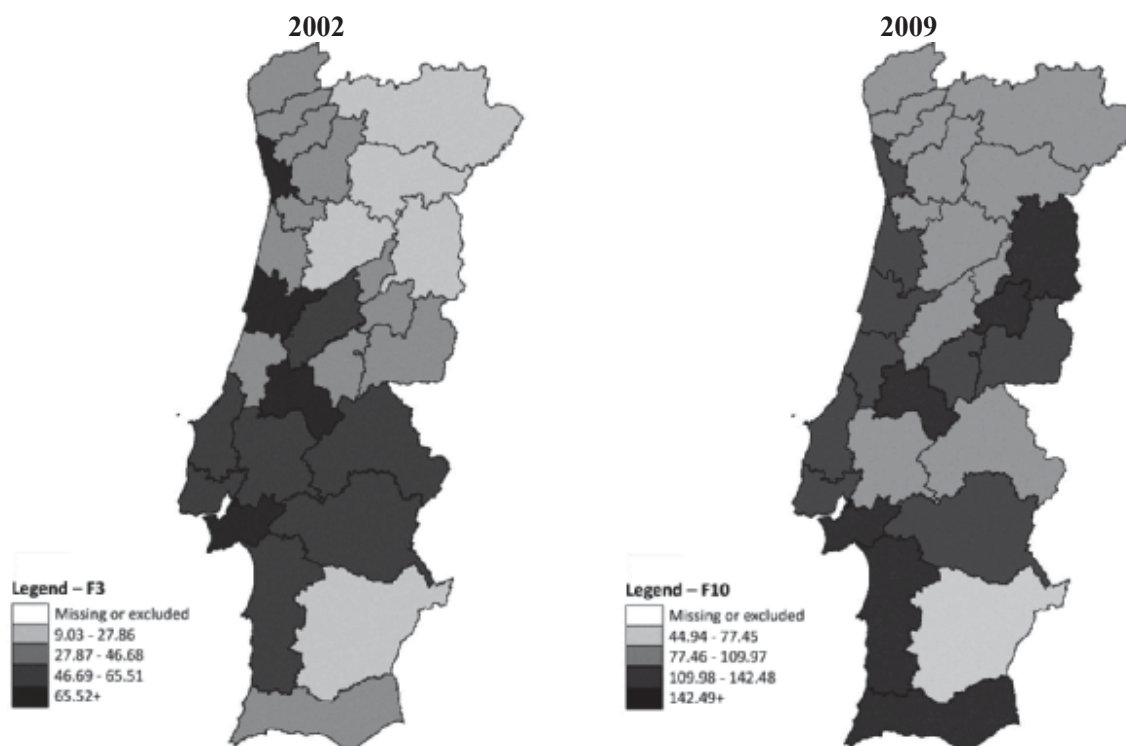 2002
2009
Legend – F3
Missing or excluded
9.03 - 27.86
27.87 - 46.68
46.69 - 65.51
65.52+
Legend – F10
Missing or excluded
44.94 - 77.45
77.46 - 109.97
109.98 - 142.48
142.49+